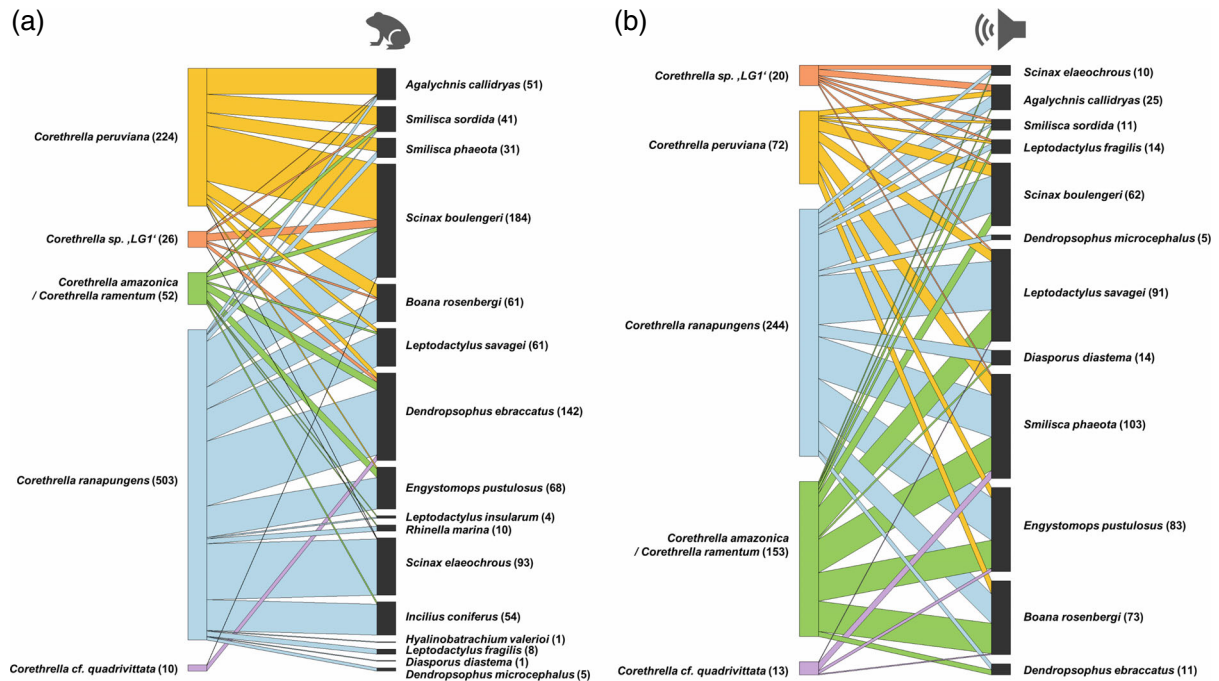 (a)
Corethrella peruviana (224)
Corethrella sp. ‚LG1‘ (26)
Corethrella amazonica
/ Corethrella ramentum (52)
Corethrella ranapungens (503)
Corethrella cf. quadrivittata (10)
Agalychnis callidryas (51)
Smilisca sordida (41)
Smilisca phaeota (31)
Scinax boulengeri (184)
Boana rosenbergi (61)
Leptodactylus savagei (61)
Dendropsophus ebraccatus (142)
Engystomops pustulosus (68)
Leptodactylus insularum (4)
Rhinella marina (10)
Scinax elaeochrous (93)
Incilius coniferus (54)
Hyalinobatrachium valerioi (1)
Leptodactylus fragilis (8)
Diasporus diastema (1)
Dendropsophus microcephalus (5)
(b)
Corethrella sp. ‚LG1‘ (20)
Corethrella peruviana (72)
Corethrella ranapungens (244)
Corethrella amazonica
/ Corethrella ramentum (153)
Corethrella cf. quadrivittata (13)
Scinax elaeochrous (10)
Agalychnis callidryas (25)
Smilisca sordida (11)
Leptodactylus fragilis (14)
Scinax boulengeri (62)
Dendropsophus microcephalus (5)
Leptodactylus savagei (91)
Diasporus diastema (14)
Smilisca phaeota (103)
Engystomops pustulosus (83)
Boana rosenbergi (73)
Dendropsophus ebraccatus (11)